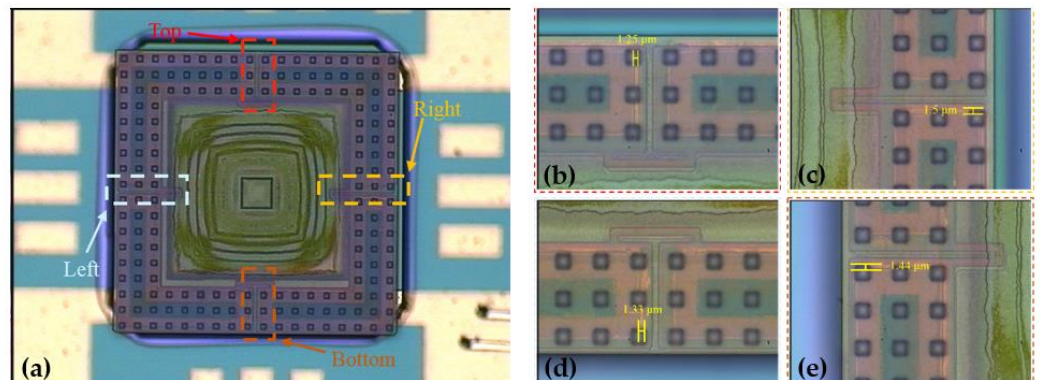 Top
Right
Left
Bottom
(a)
1.25 µm
(b)
1.5 µm
(c)
1.33 µm
(d)
1.44 µm
(e)